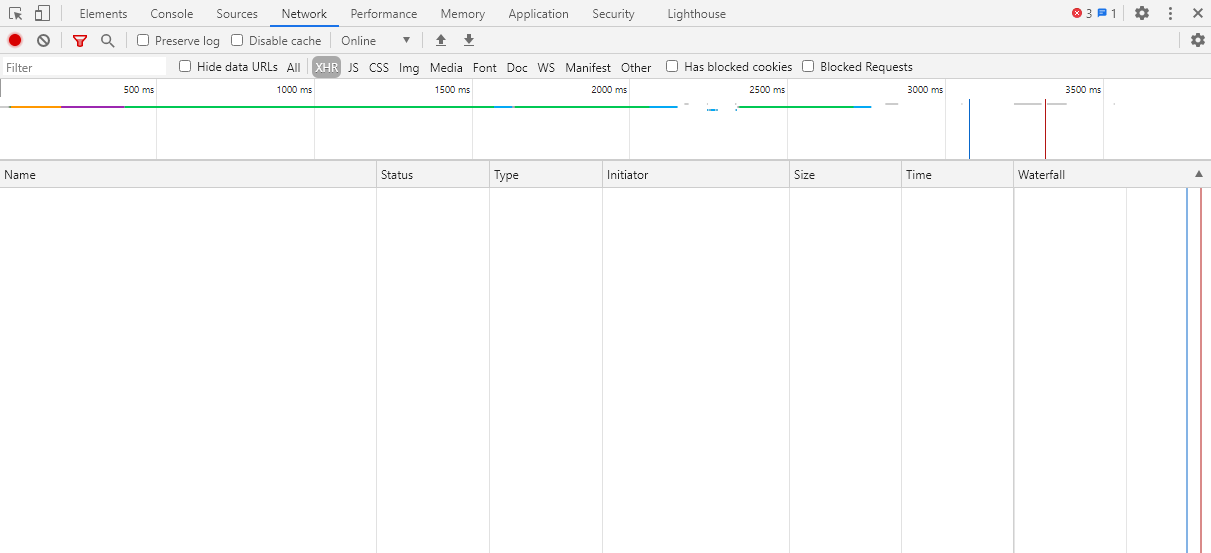 Elements Console Sources Network Performance Memory Application Security Lighthouse 3 1
Preserve log Disable cache Online
Filter Hide data URLs All XHR JS CSS Img Media Font Doc WS Manifest Other Has blocked cookies Blocked Requests
500 ms 1000 ms 1500 ms 2000 ms 2500 ms 3000 ms 3500 ms
Name Status Type Initiator Size Time Waterfall